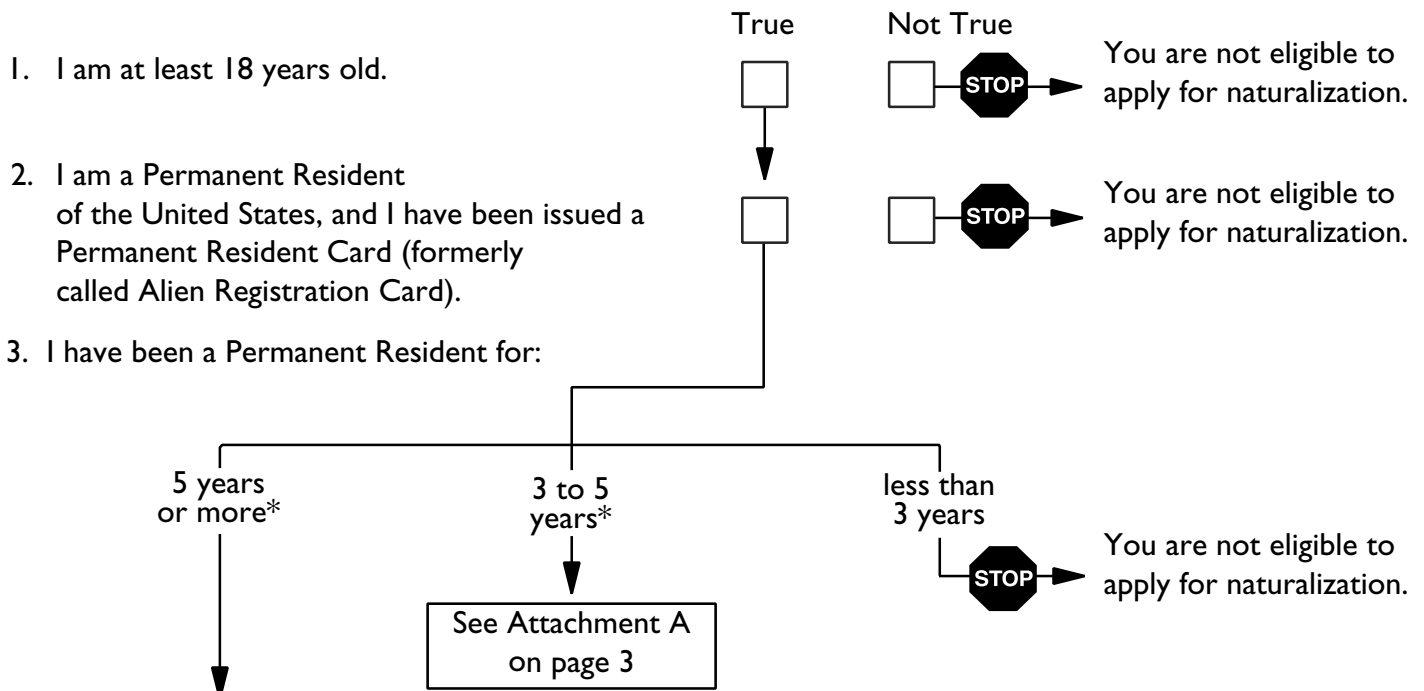 True Not True
1. I am at least 18 years old.
STOP
You are not eligible to
apply for naturalization.
2. I am a Permanent Resident
of the United States, and I have been issued a
Permanent Resident Card (formerly
called Alien Registration Card).
STOP
You are not eligible to
apply for naturalization.
3. I have been a Permanent Resident for:
5 years
or more*
3 to 5
years*
less than
3 years
STOP
You are not eligible to
apply for naturalization.
See Attachment A
on page 3